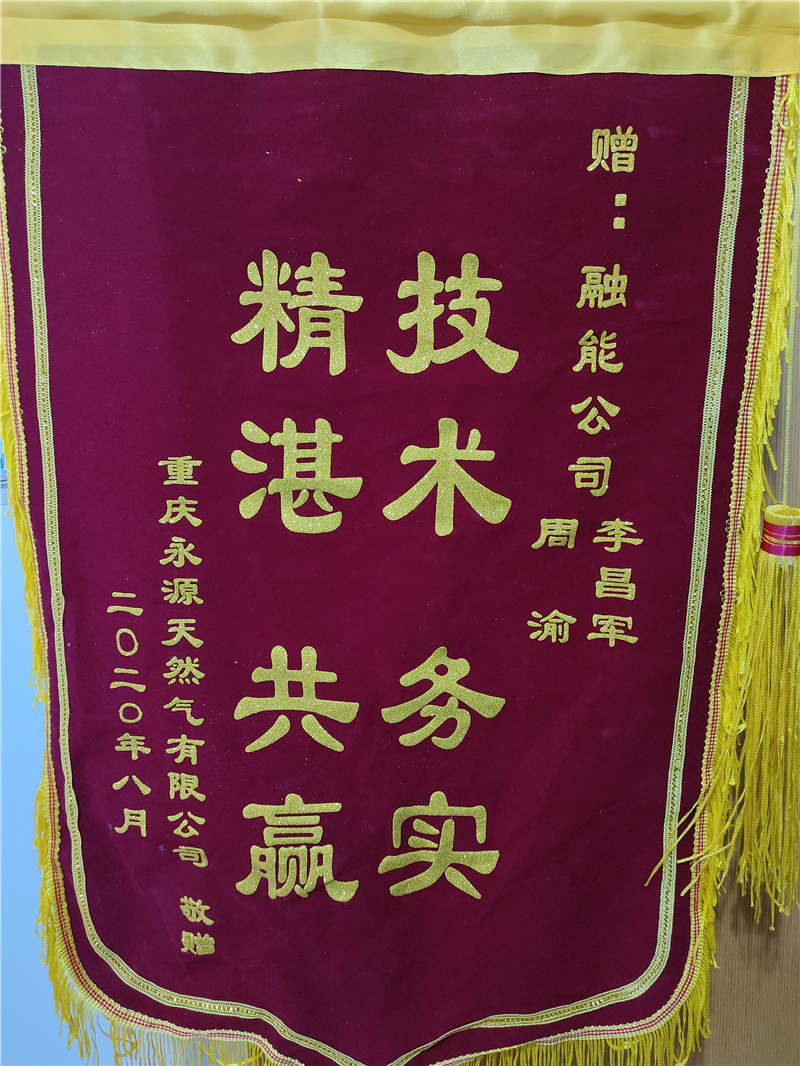 赠：融能公司
李昌军
周渝
技术 务实
精湛 共赢
重庆永源天然气有限公司 敬赠
二〇二〇年八月